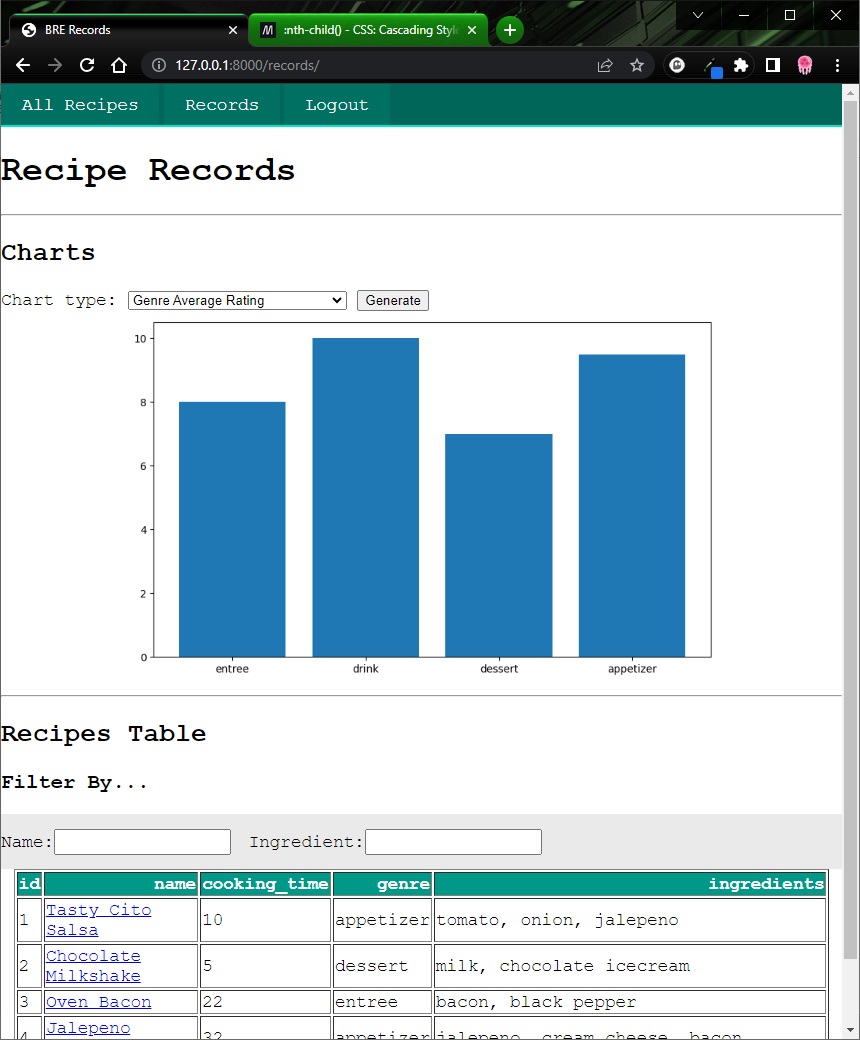 BRE Records
:nth-child() - CSS: Cascading Style
127.0.0.1:8000/records/
All Recipes Records Logout
Recipe Records
Charts
Chart type: Genre Average Rating Generate
10
8
6
4
2
0
entree drink dessert appetizer
Recipes Table
Filter By...
Name: Ingredient:
id name cooking_time genre ingredients
1 Tasty Cito Salsa 10 appetizer tomato, onion, jalepeno
2 Chocolate Milkshake 5 dessert milk, chocolate icecream
3 Oven Bacon 22 entree bacon, black pepper
4 Jalepeno 32 appetizer jalepeno, cream cheese, bacon